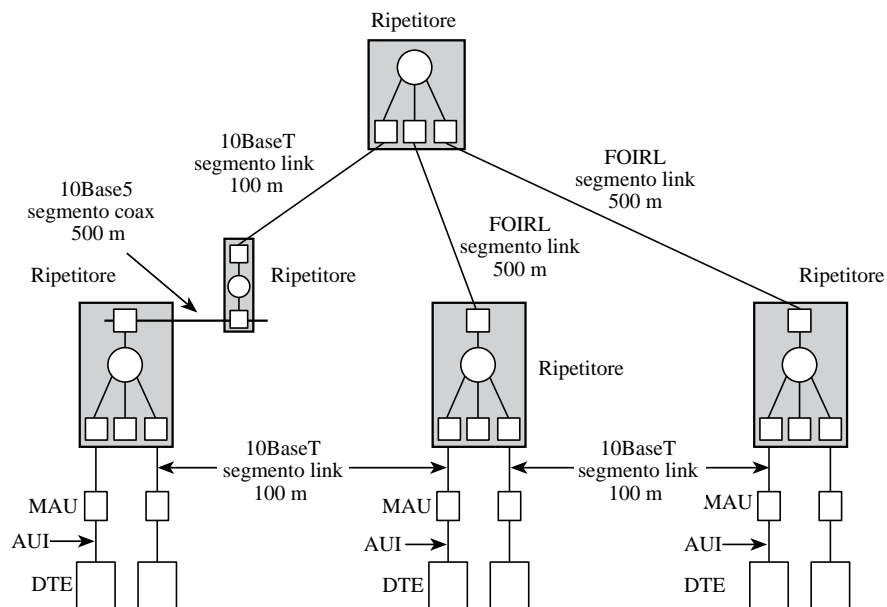 Ripetitore
10BaseT
segmento link
100 m
FOIRL
segmento link
500 m
10Base5
segmento coax
500 m
FOIRL
segmento link
500 m
Ripetitore
Ripetitore
Ripetitore
Ripetitore
10BaseT
segmento link
100 m
10BaseT
segmento link
100 m
MAU
MAU
MAU
AUI
AUI
AUI
DTE
DTE
DTE